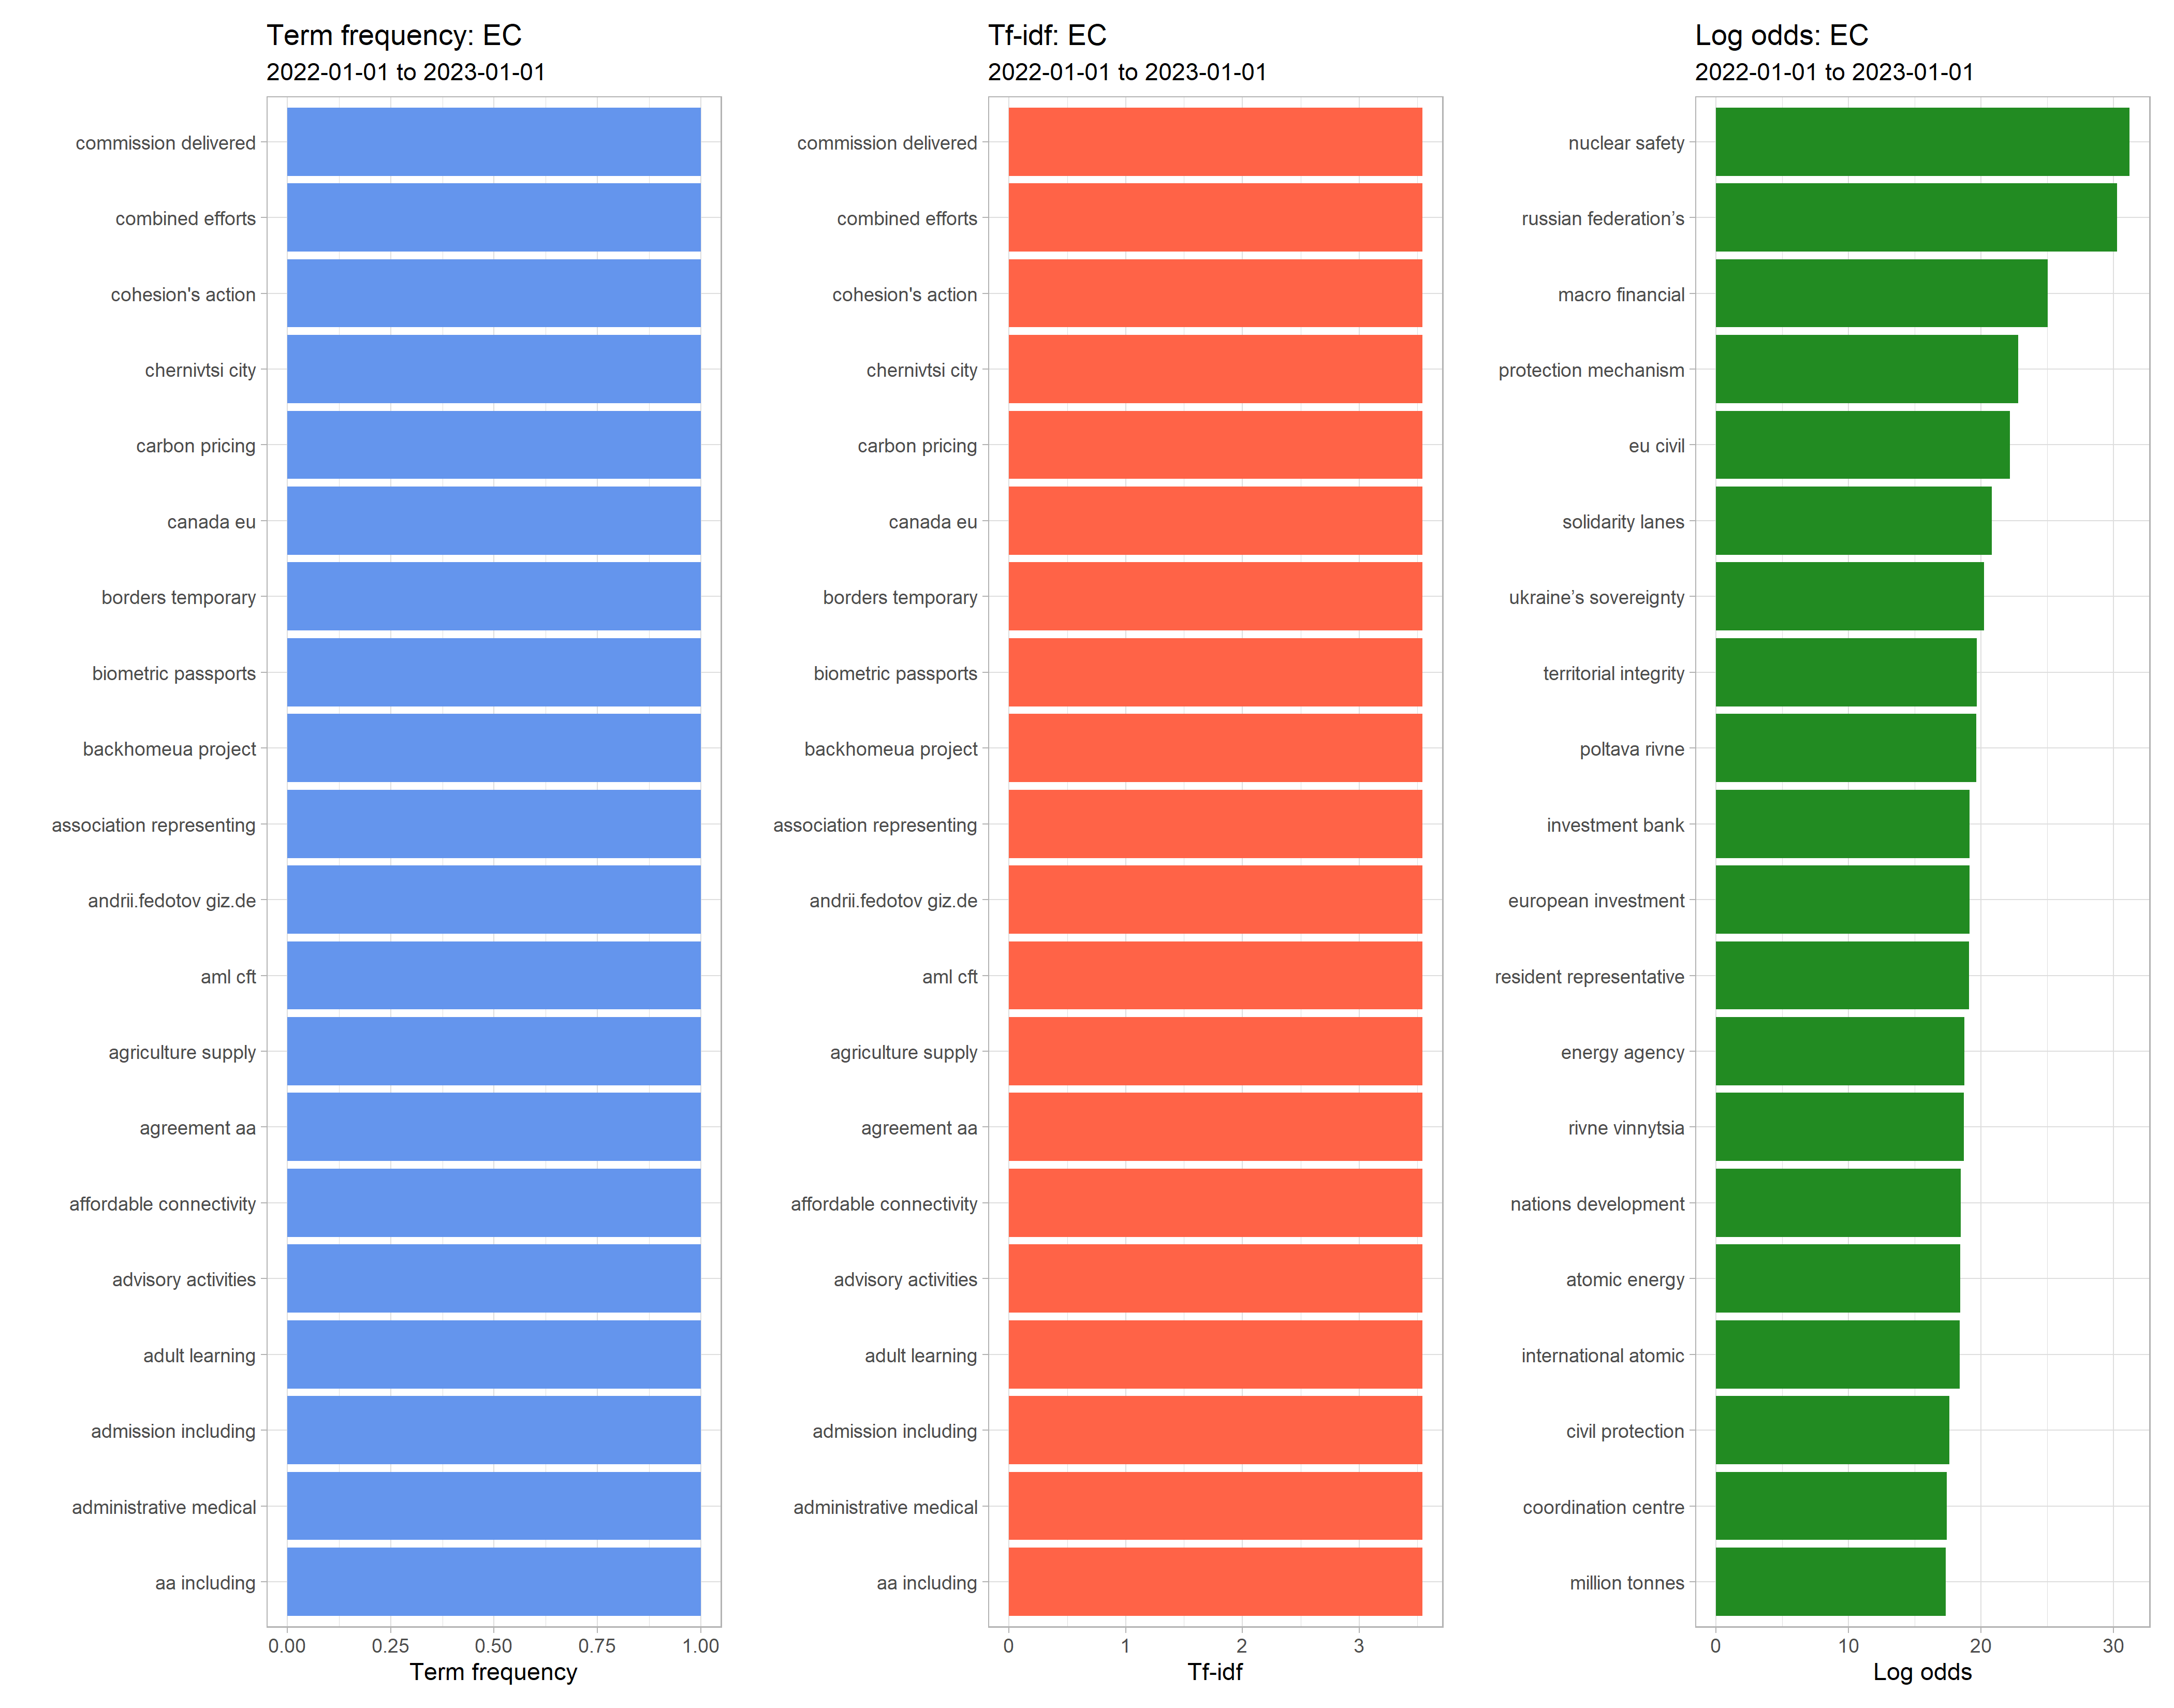 Term frequency: EC
2022-01-01 to 2023-01-01
commission delivered
combined efforts
cohesion's action
chernivtsi city
carbon pricing
canada eu
borders temporary
biometric passports
backhomeua project
association representing
andrii.fedotov giz.de
aml cft
agriculture supply
agreement aa
affordable connectivity
advisory activities
adult learning
admission including
administrative medical
aa including
0.00 0.25 0.50 0.75 1.00
Term frequency
Tf-idf: EC
2022-01-01 to 2023-01-01
commission delivered
combined efforts
cohesion's action
chernivtsi city
carbon pricing
canada eu
borders temporary
biometric passports
backhomeua project
association representing
andrii.fedotov giz.de
aml cft
agriculture supply
agreement aa
affordable connectivity
advisory activities
adult learning
admission including
administrative medical
aa including
0 1 2 3
Tf-idf
Log odds: EC
2022-01-01 to 2023-01-01
nuclear safety
russian federation’s
macro financial
protection mechanism
eu civil
solidarity lanes
ukraine’s sovereignty
territorial integrity
poltava rivne
investment bank
european investment
resident representative
energy agency
rivne vinnytsia
nations development
atomic energy
international atomic
civil protection
coordination centre
million tonnes
0 10 20 30
Log odds